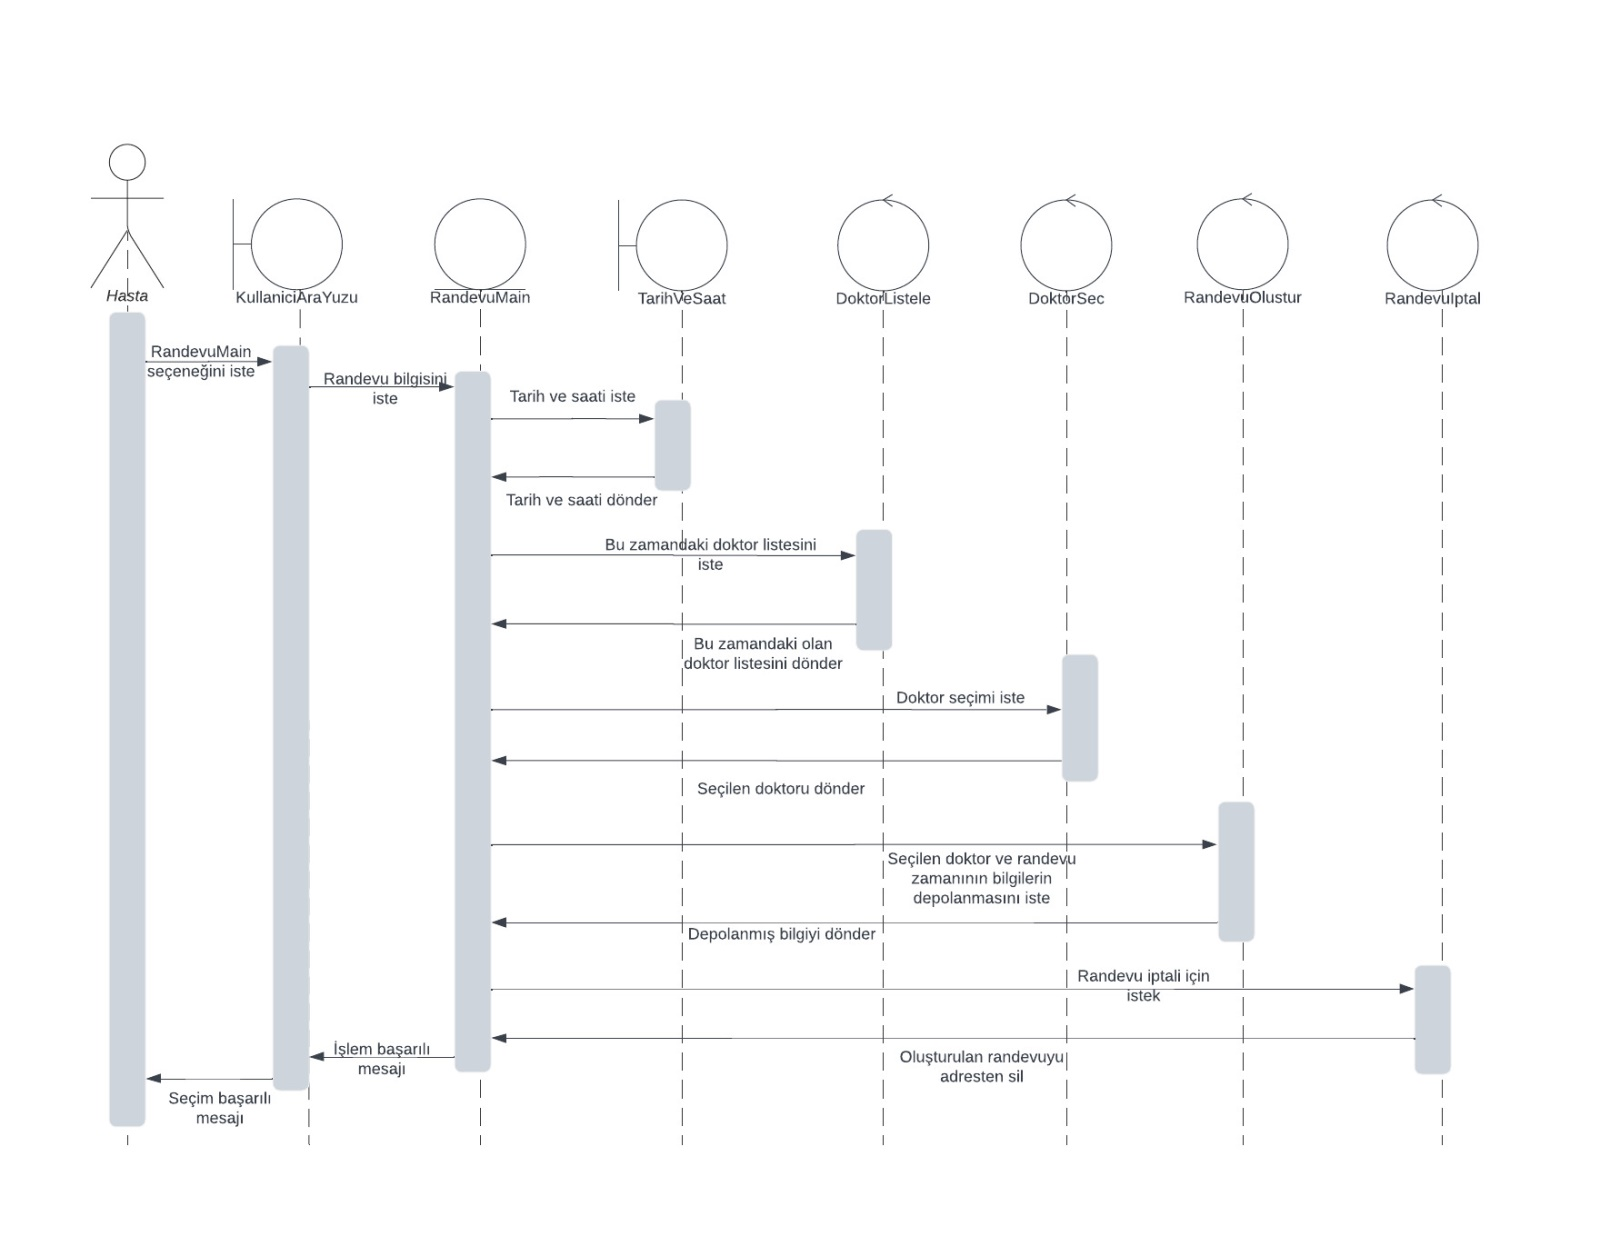 Hasta
KullaniciAraYuzu
RandevuMain
TarihVeSaat
DoktorListele
DoktorSec
RandevuOlustur
RandevuIptal
RandevuMain
seçeneğini iste
Randevu bilgisini
iste
Tarih ve saati iste
Tarih ve saati dönder
Bu zamandaki doktor listesini
iste
Bu zamandaki olan
doktor listesini dönder
Doktor seçimi iste
Seçilen doktoru dönder
Seçilen doktor ve randevu
zamanının bilgilerin
depolanmasını iste
Depolanmış bilgiyi dönder
Randevu iptali için
istek
Oluşturulan randevuyu
adresten sil
İşlem başarılı
mesajı
Seçim başarılı
mesajı